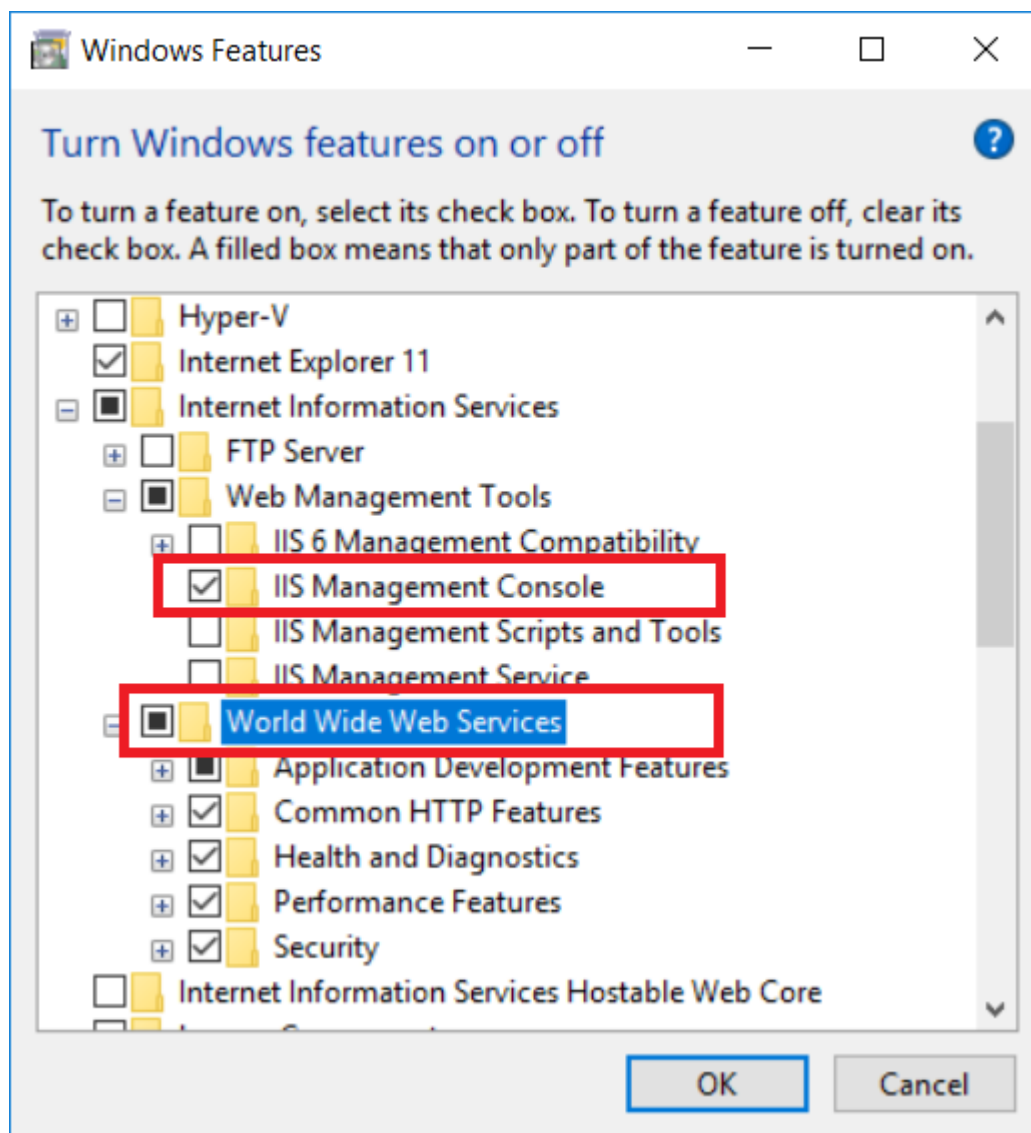 Windows Features
Turn Windows features on or off
?
To turn a feature on, select its check box. To turn a feature off, clear its
check box. A filled box means that only part of the feature is turned on.
Hyper-V
Internet Explorer 11
Internet Information Services
FTP Server
Web Management Tools
IIS 6 Management Compatibility
IIS Management Console
IIS Management Scripts and Tools
IIS Management Service
World Wide Web Services
Application Development Features
Common HTTP Features
Health and Diagnostics
Performance Features
Security
Internet Information Services Hostable Web Core
OK
Cancel